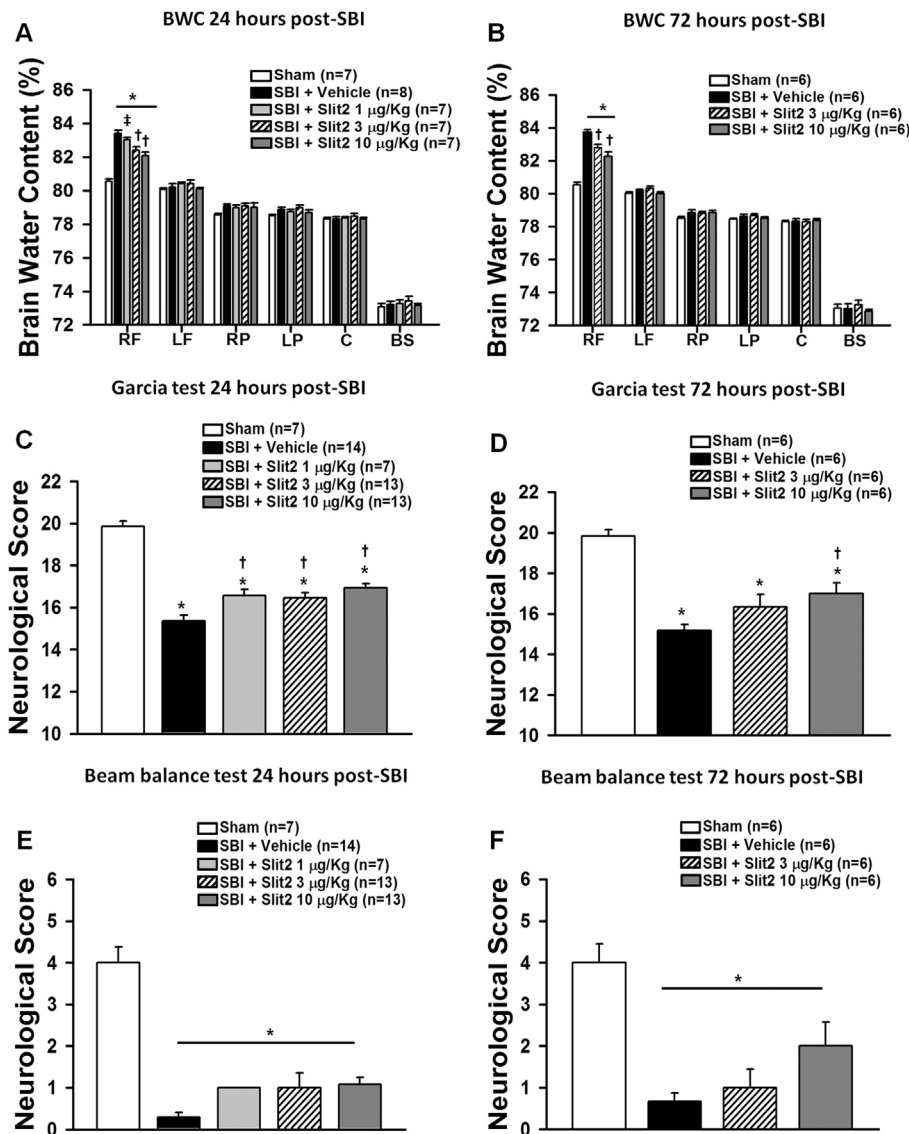 BWC 24 hours post-SBI
A
Sham (n=7)
SBI + Vehicle (n=8)
SBI + Slit2 1 μg/Kg (n=7)
SBI + Slit2 3 μg/Kg (n=7)
SBI + Slit2 10 μg/Kg (n=7)
Brain Water Content (%)
86
84
82
80
78
76
74
72
*
‡
†
†
RF LF RP LP C BS
BWC 72 hours post-SBI
B
Sham (n=6)
SBI + Vehicle (n=6)
SBI + Slit2 3 μg/Kg (n=6)
SBI + Slit2 10 μg/Kg (n=6)
Brain Water Content (%)
86
84
82
80
78
76
74
72
*
†
†
RF LF RP LP C BS
Garcia test 24 hours post-SBI
C
Sham (n=7)
SBI + Vehicle (n=14)
SBI + Slit2 1 μg/Kg (n=7)
SBI + Slit2 3 μg/Kg (n=13)
SBI + Slit2 10 μg/Kg (n=13)
Neurological Score
22
20
18
16
14
12
10
† † †
* * * *
Garcia test 72 hours post-SBI
D
Sham (n=6)
SBI + Vehicle (n=6)
SBI + Slit2 3 μg/Kg (n=6)
SBI + Slit2 10 μg/Kg (n=6)
Neurological Score
22
20
18
16
14
12
10
†
* * *
Beam balance test 24 hours post-SBI
E
Sham (n=7)
SBI + Vehicle (n=14)
SBI + Slit2 1 μg/Kg (n=7)
SBI + Slit2 3 μg/Kg (n=13)
SBI + Slit2 10 μg/Kg (n=13)
Neurological Score
6
5
4
3
2
1
0
*
Beam balance test 72 hours post-SBI
F
Sham (n=6)
SBI + Vehicle (n=6)
SBI + Slit2 3 μg/Kg (n=6)
SBI + Slit2 10 μg/Kg (n=6)
Neurological Score
6
5
4
3
2
1
0
*